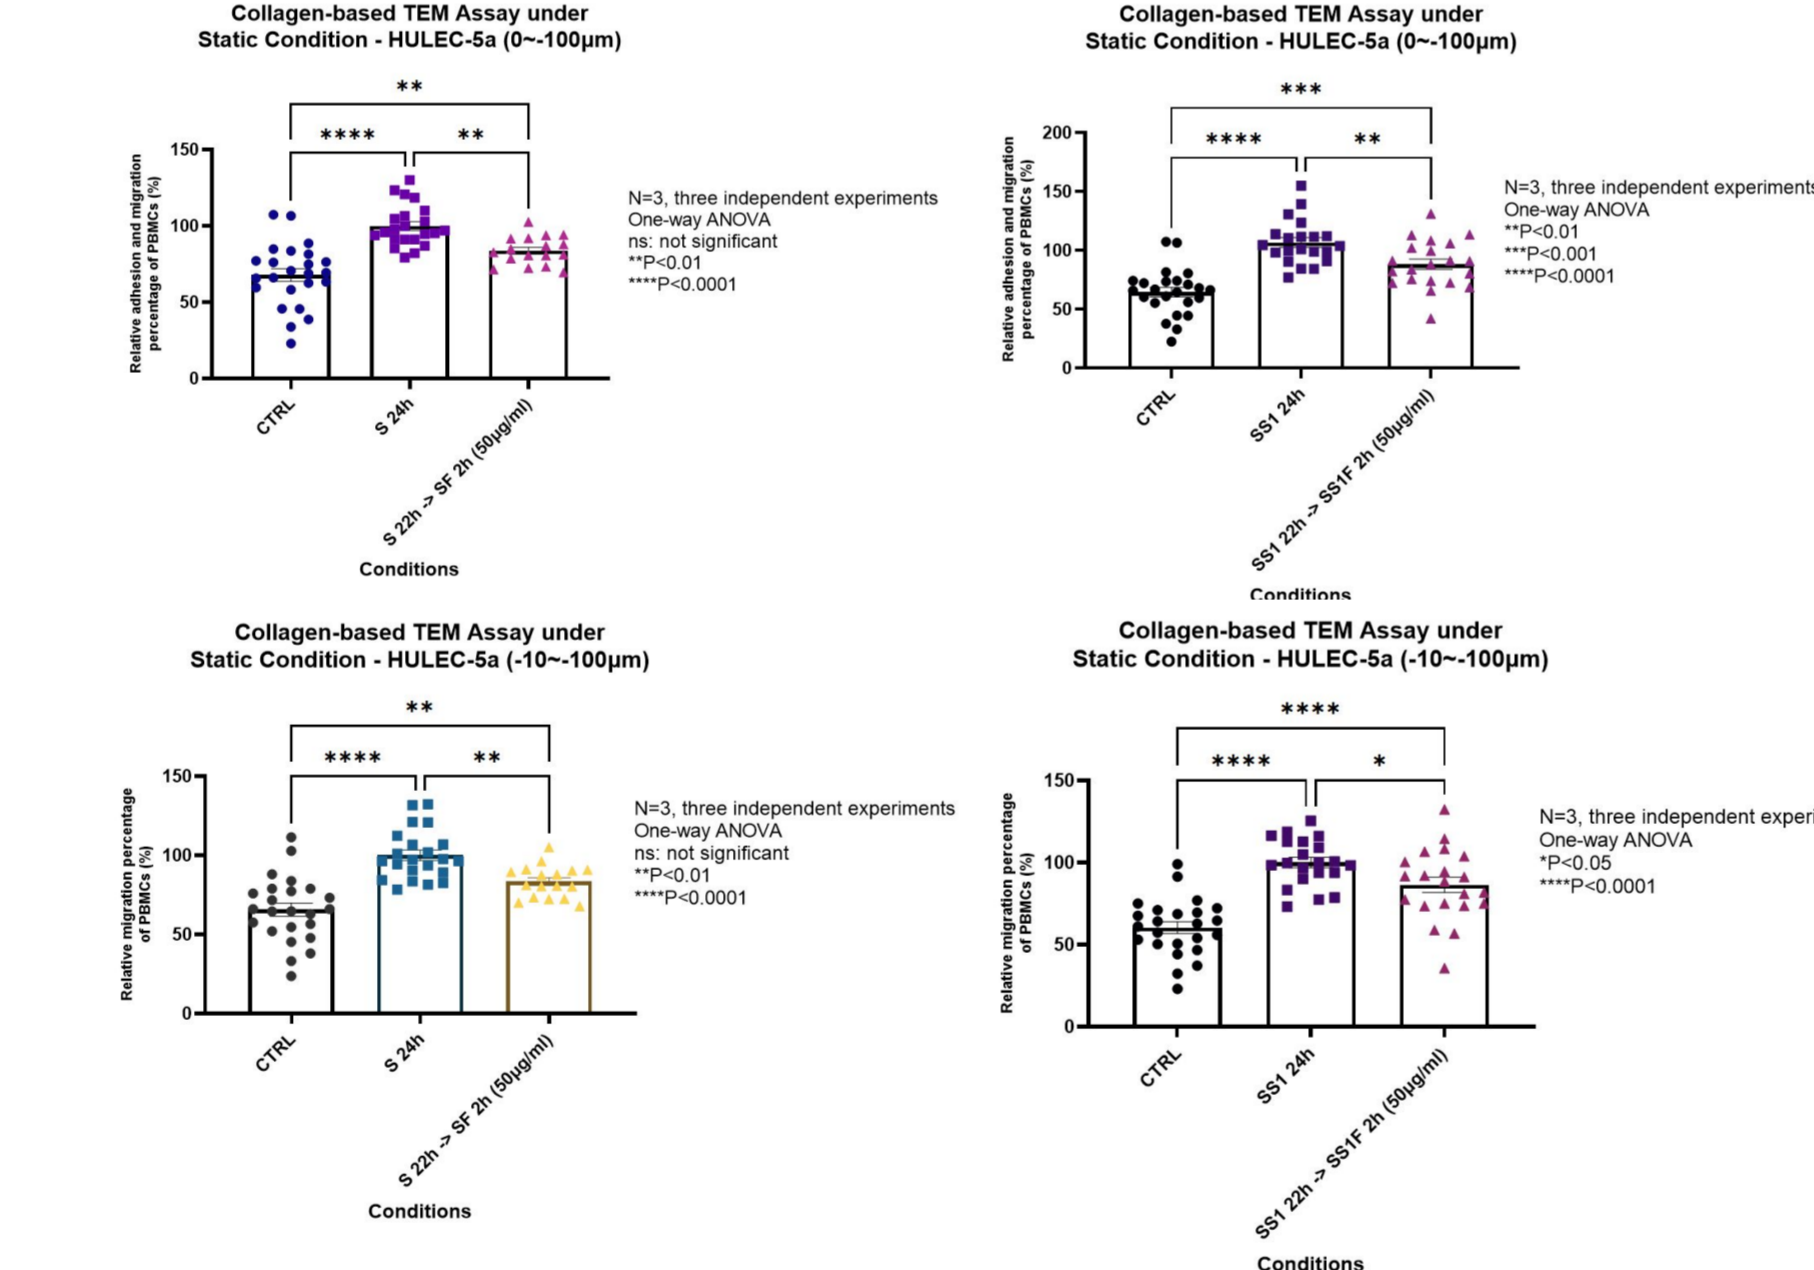 Collagen-based TEM Assay under
Static Condition - HULEC-5a (0~-100µm)
**
****
**
Relative adhesion and migration
percentage of PBMCs (%)
150
100
50
0
CTRL
S 24h
S 22h -> SF 2h (50µg/ml)
Conditions
N=3, three independent experiments
One-way ANOVA
ns: not significant
**P<0.01
****P<0.0001
Collagen-based TEM Assay under
Static Condition - HULEC-5a (0~-100µm)
***
****
**
Relative adhesion and migration
percentage of PBMCs (%)
200
150
100
50
0
CTRL
SS1 24h
SS1 22h -> SS1F 2h (50µg/ml)
Conditions
N=3, three independent experiments
One-way ANOVA
**P<0.01
***P<0.001
****P<0.0001
Collagen-based TEM Assay under
Static Condition - HULEC-5a (-10~-100µm)
**
****
**
Relative migration percentage
of PBMCs (%)
150
100
50
0
CTRL
S 24h
S 22h -> SF 2h (50µg/ml)
Conditions
N=3, three independent experiments
One-way ANOVA
ns: not significant
**P<0.01
****P<0.0001
Collagen-based TEM Assay under
Static Condition - HULEC-5a (-10~-100µm)
****
****
*
Relative migration percentage
of PBMCs (%)
150
100
50
0
CTRL
SS1 24h
SS1 22h -> SS1F 2h (50µg/ml)
Conditions
N=3, three independent experi
One-way ANOVA
*P<0.05
****P<0.0001